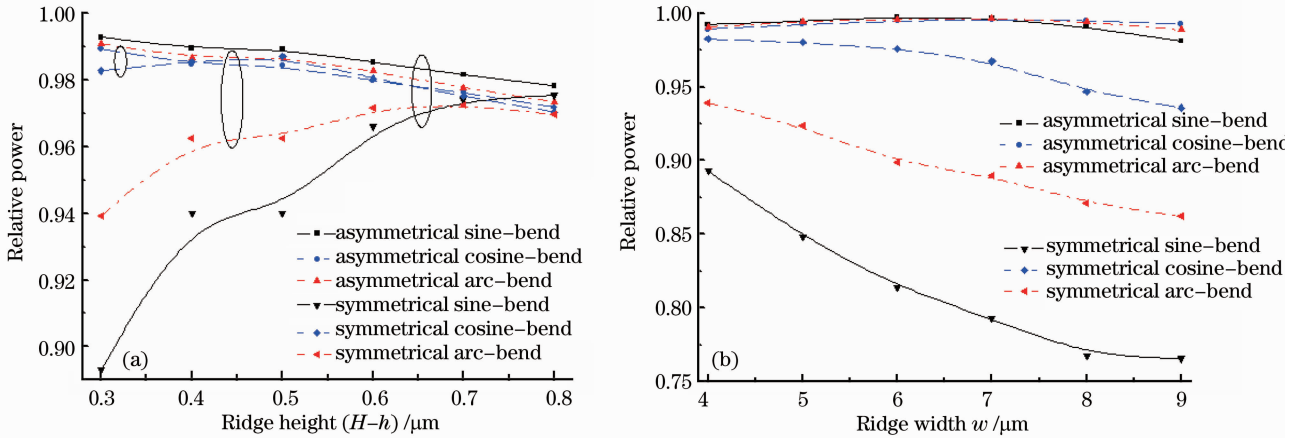 1.00
0.98
0.96
0.94
0.92
0.90
Relative power
asymmetrical sine-bend
asymmetrical cosine-bend
asymmetrical arc-bend
symmetrical sine-bend
symmetrical cosine-bend
symmetrical arc-bend
(a)
0.3 0.4 0.5 0.6 0.7 0.8
Ridge height (H-h) /μm
1.00
0.95
0.90
0.85
0.80
0.75
Relative power
asymmetrical sine-bend
asymmetrical cosine-bend
asymmetrical arc-bend
symmetrical sine-bend
symmetrical cosine-bend
symmetrical arc-bend
(b)
4 5 6 7 8 9
Ridge width w /μm